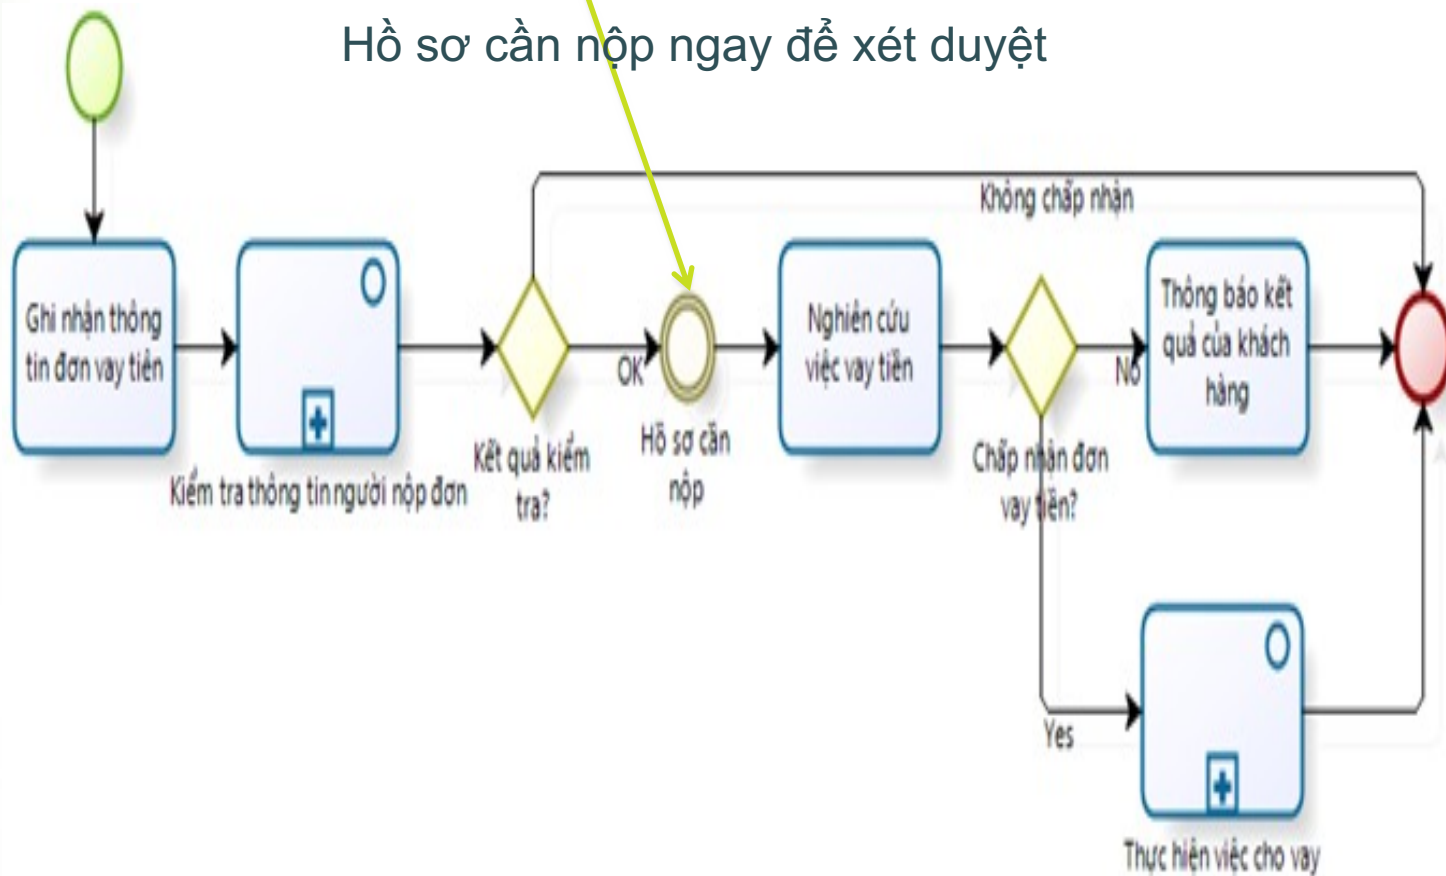 Hồ sơ cần nộp ngay để xét duyệt
Không chấp nhận
Ghi nhận thông
tin đơn vay tiền
Kiểm tra thông tin người nộp đơn
Kết quả kiểm
tra?
OK
Hồ sơ cần
nộp
Nghiên cứu
việc vay tiền
Chấp nhận đơn
vay tiền?
No
Thông báo kết
quả của khách
hàng
Yes
Thực hiện việc cho vay